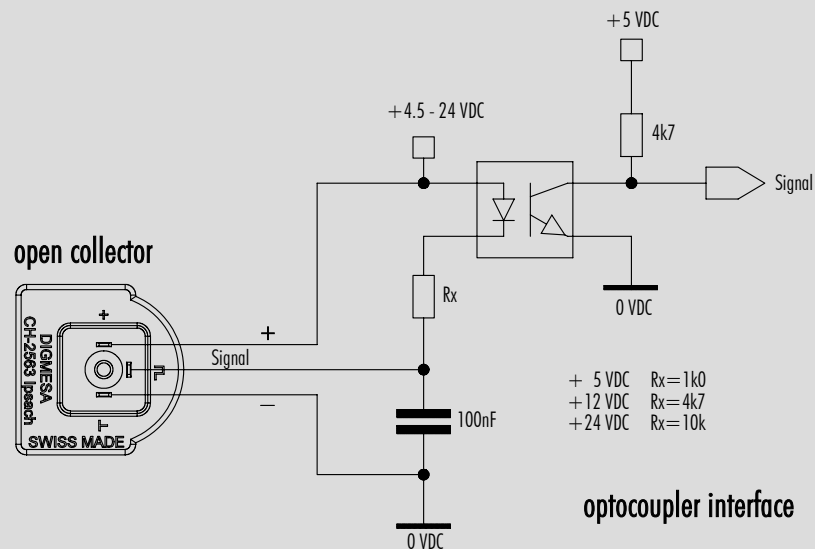 +5 VDC
+4.5 - 24 VDC
4k7
Signal
open collector
Rx
0 VDC
+
Signal
−
+
DIGMESA
CH-2563 Ipsach
SWISS MADE
100nF
+ 5 VDC Rx=1k0
+12 VDC Rx=4k7
+24 VDC Rx=10k
optocoupler interface
0 VDC